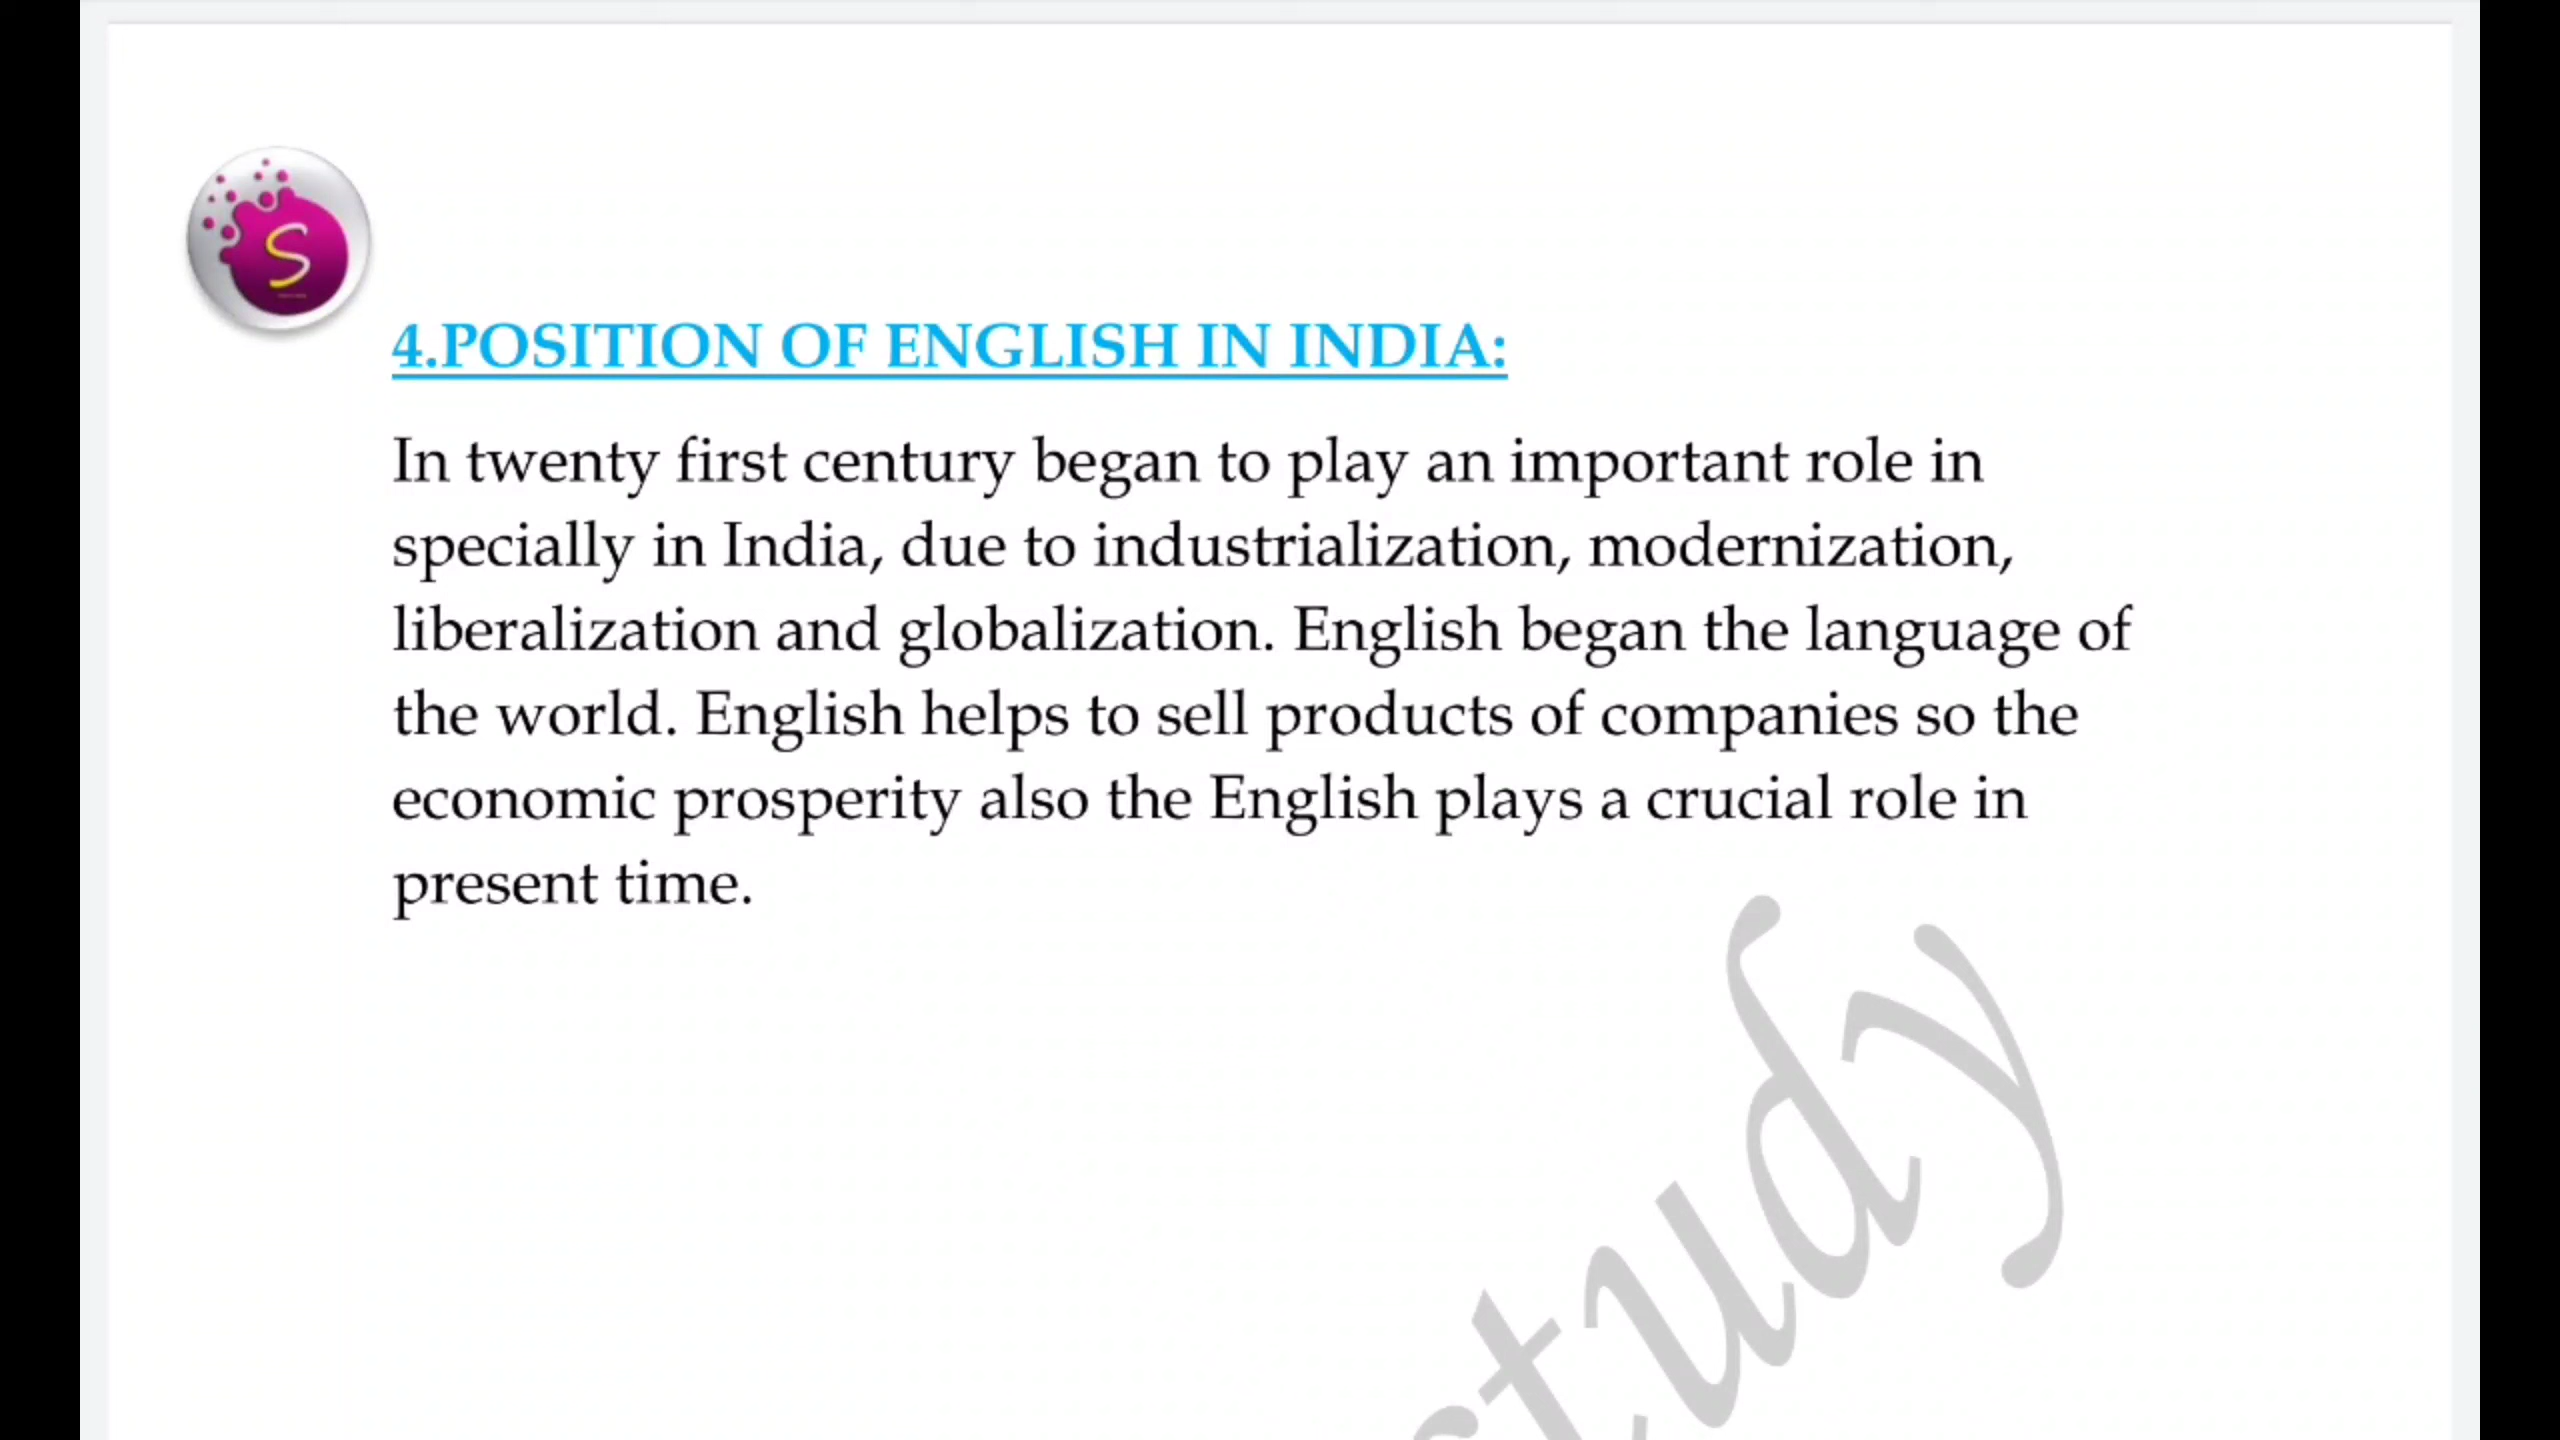 S
4.POSITION OF ENGLISH IN INDIA:
In twenty first century began to play an important role in
specially in India, due to industrialization, modernization,
liberalization and globalization. English began the language of
the world. English helps to sell products of companies so the
economic prosperity also the English plays a crucial role in
present time.
study